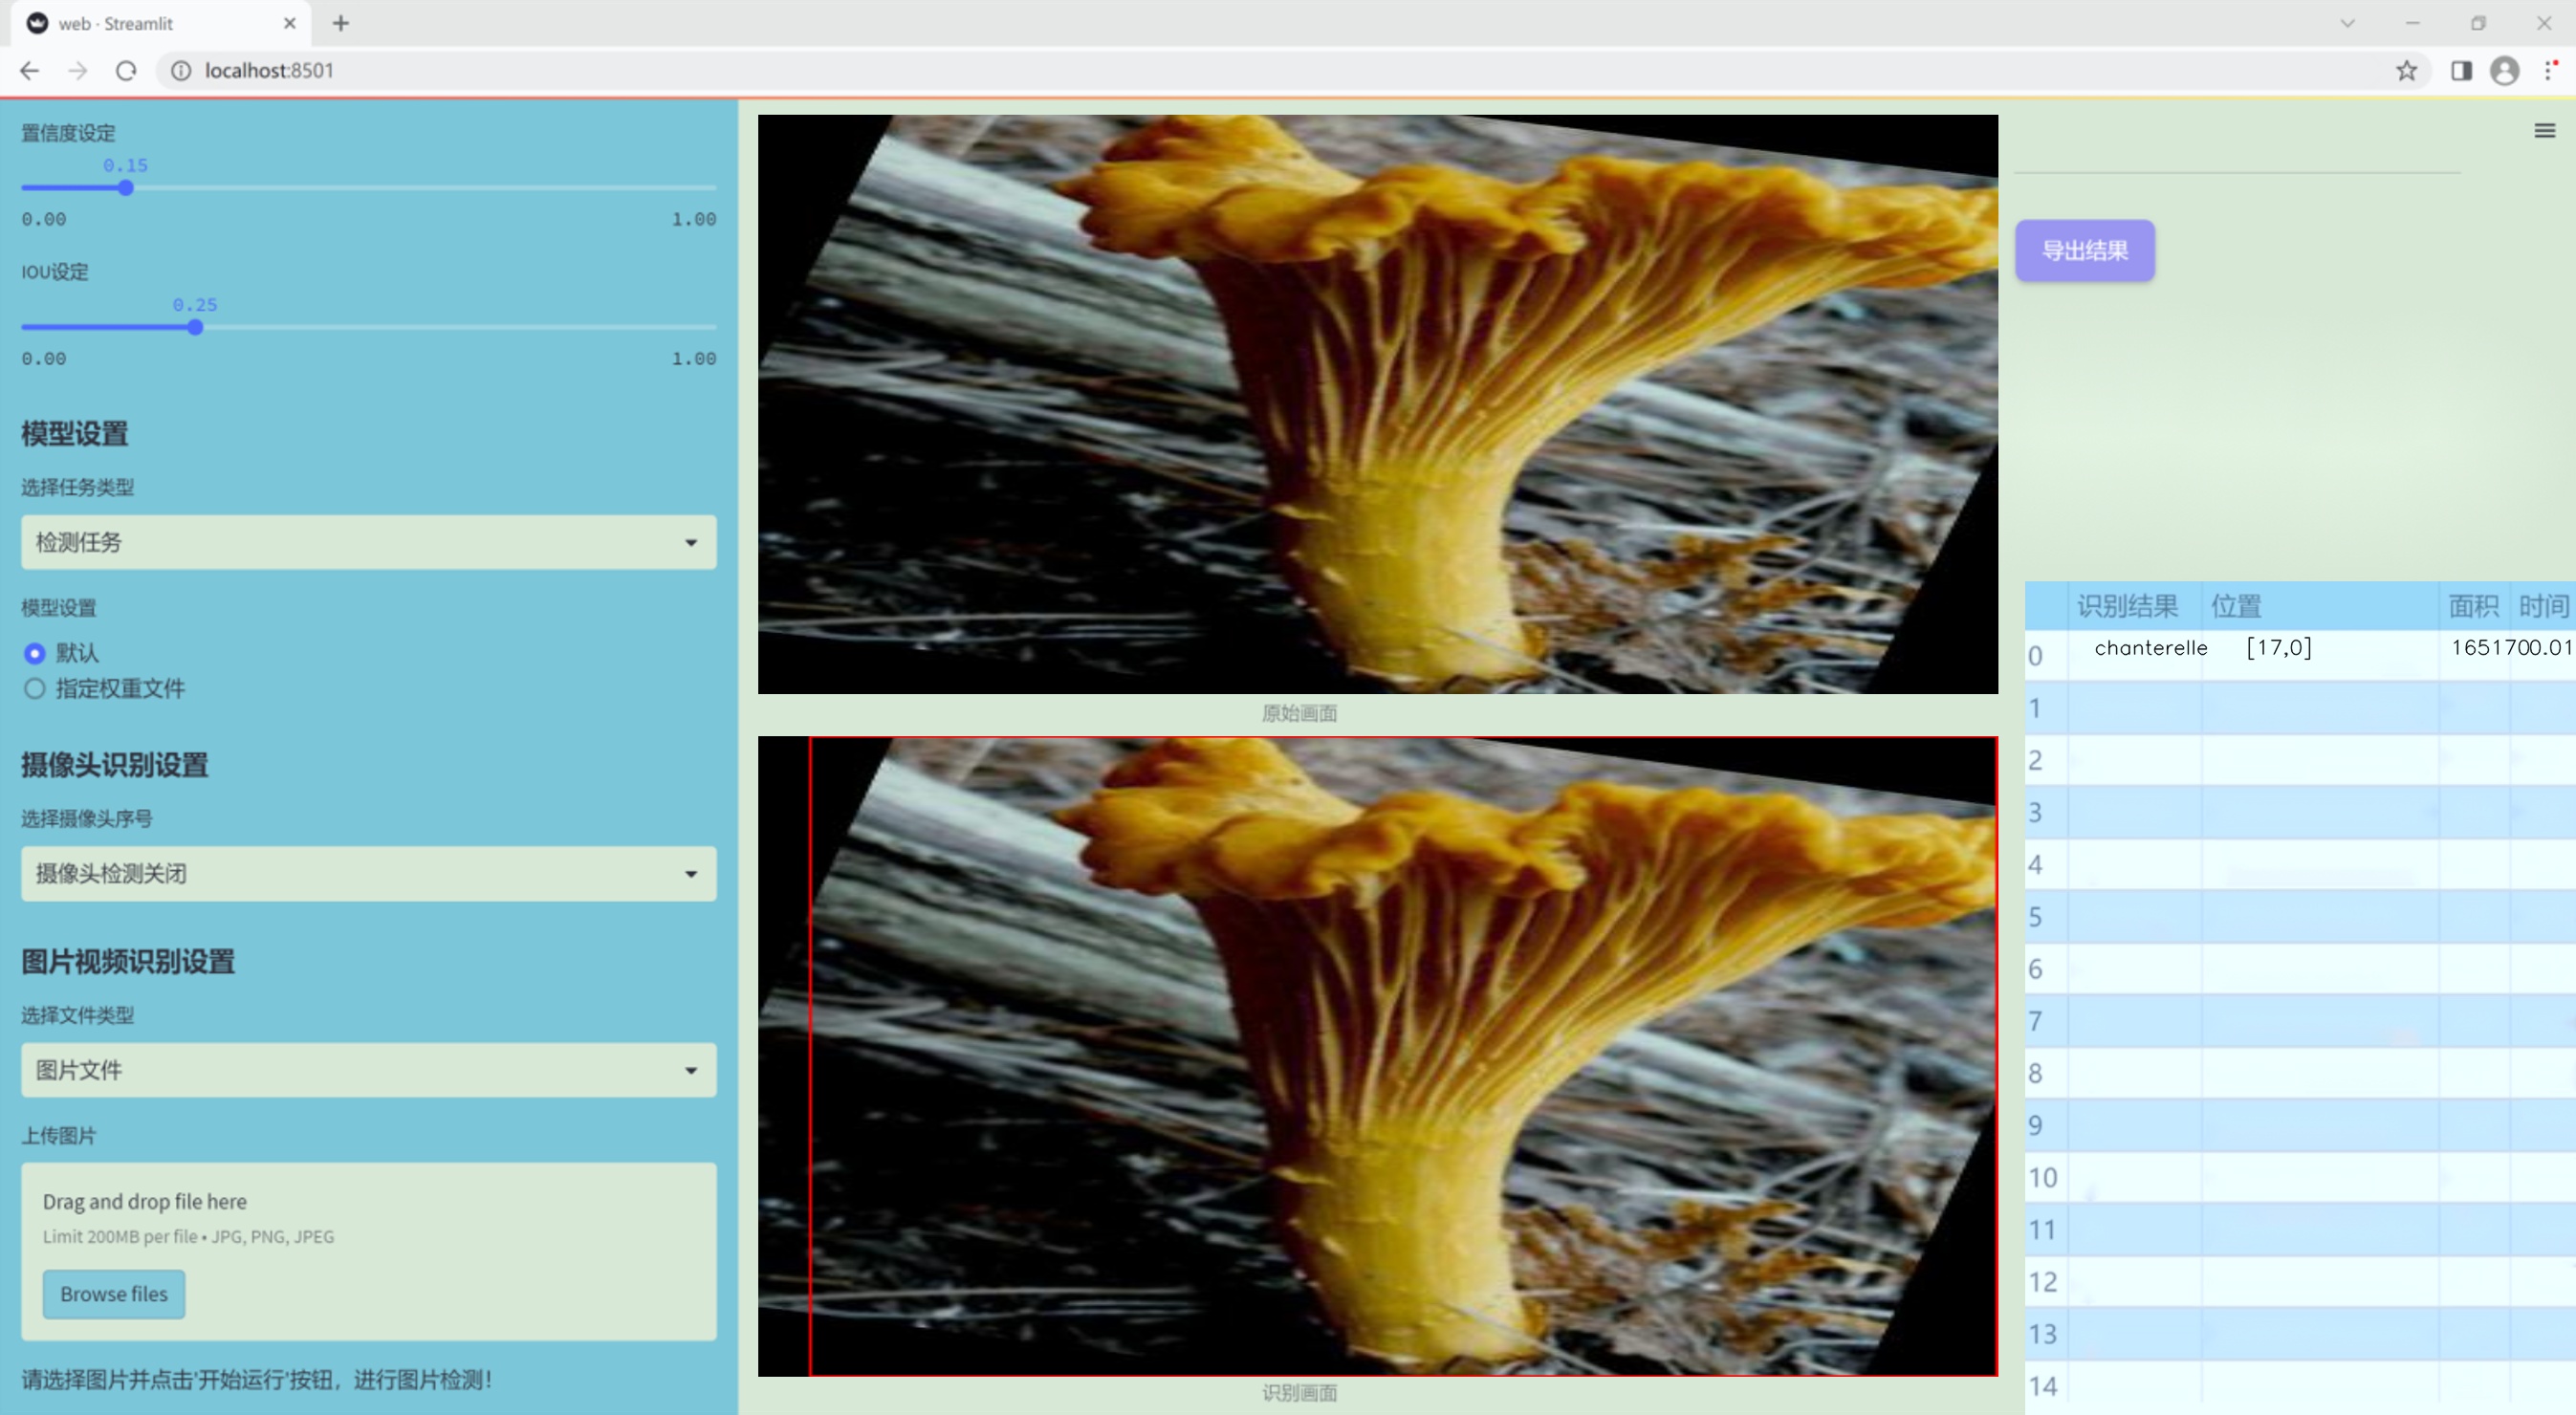 web · Streamlit
localhost:8501
置信度设定
0.15
0.00 1.00
IOU设定
0.25
0.00 1.00
模型设置
选择任务类型
检测任务
模型设置
默认
指定权重文件
摄像头识别设置
选择摄像头序号
摄像头检测关闭
图片视频识别设置
选择文件类型
图片文件
上传图片
Drag and drop file here
Limit 200MB per file • JPG, PNG, JPEG
Browse files
请选择图片并点击'开始运行'按钮，进行图片检测！
原始画面
识别画面
导出结果
识别结果 位置 面积 时间
0 chanterelle [17,0] 1651700.01
1
2
3
4
5
6
7
8
9
10
11
12
13
14